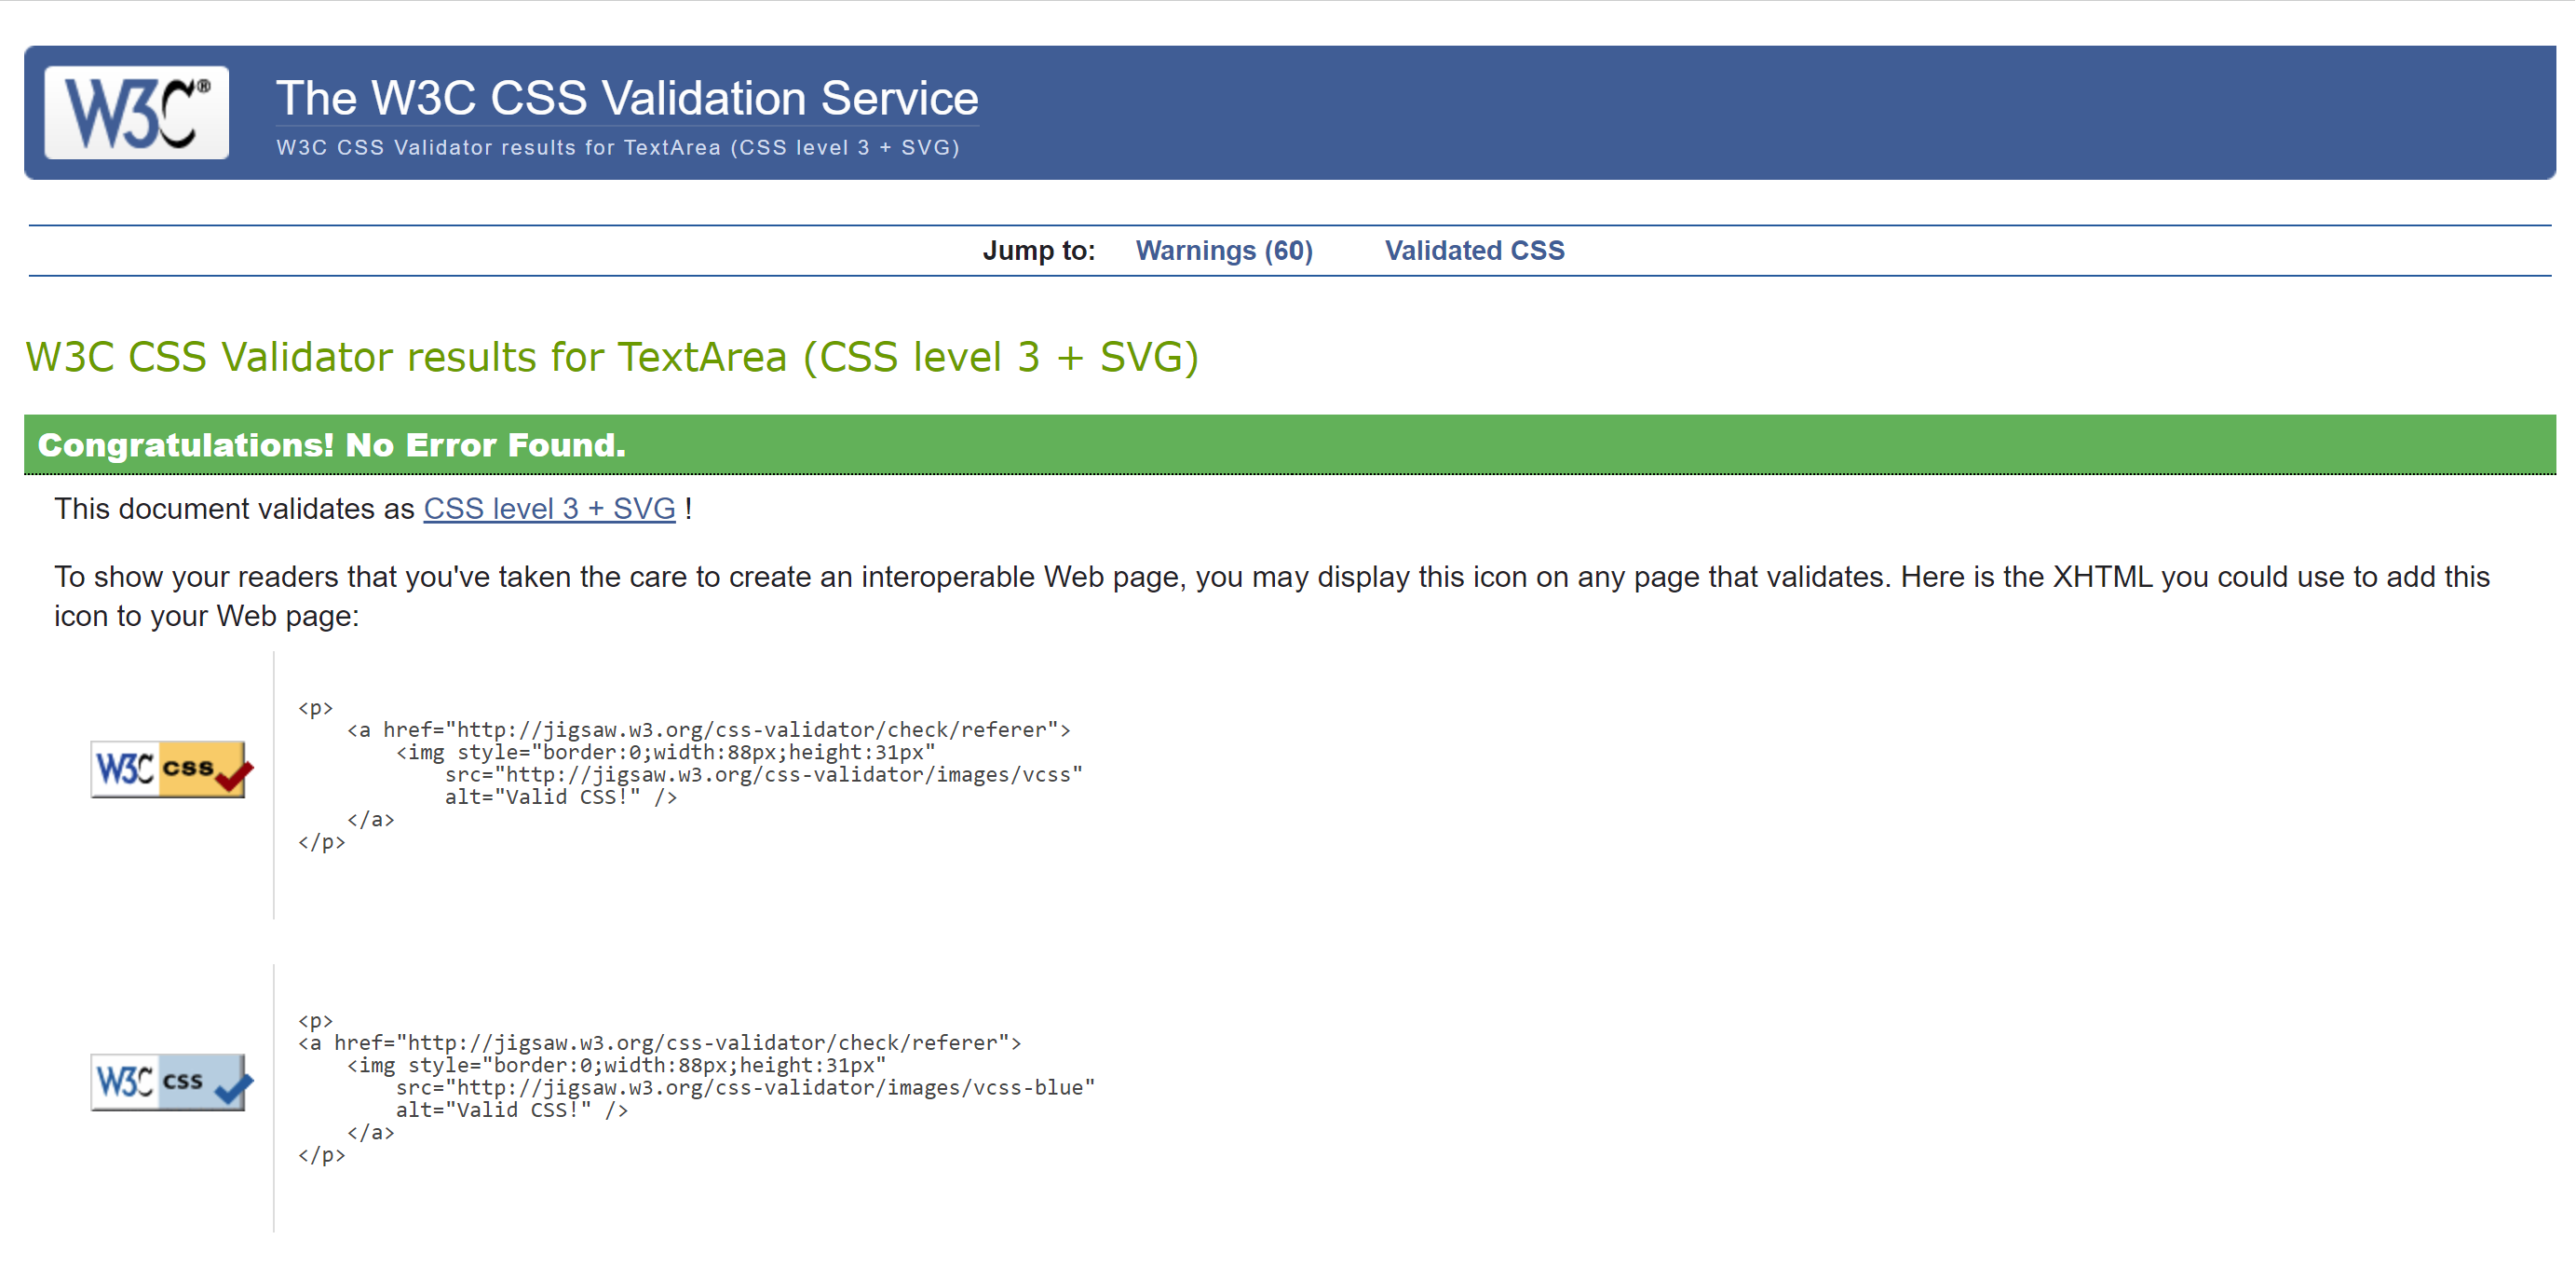 W3C®
The W3C CSS Validation Service
W3C CSS Validator results for TextArea (CSS level 3 + SVG)
Jump to: Warnings (60) Validated CSS
W3C CSS Validator results for TextArea (CSS level 3 + SVG)
Congratulations! No Error Found.
This document validates as CSS level 3 + SVG !
To show your readers that you've taken the care to create an interoperable Web page, you may display this icon on any page that validates. Here is the XHTML you could use to add this
icon to your Web page:
W3C css
<p>
    <a href="http://jigsaw.w3.org/css-validator/check/referer">
        <img style="border:0;width:88px;height:31px"
            src="http://jigsaw.w3.org/css-validator/images/vcss"
            alt="Valid CSS!" />
    </a>
</p>
W3C css
<p>
<a href="http://jigsaw.w3.org/css-validator/check/referer">
    <img style="border:0;width:88px;height:31px"
        src="http://jigsaw.w3.org/css-validator/images/vcss-blue"
        alt="Valid CSS!" />
    </a>
</p>